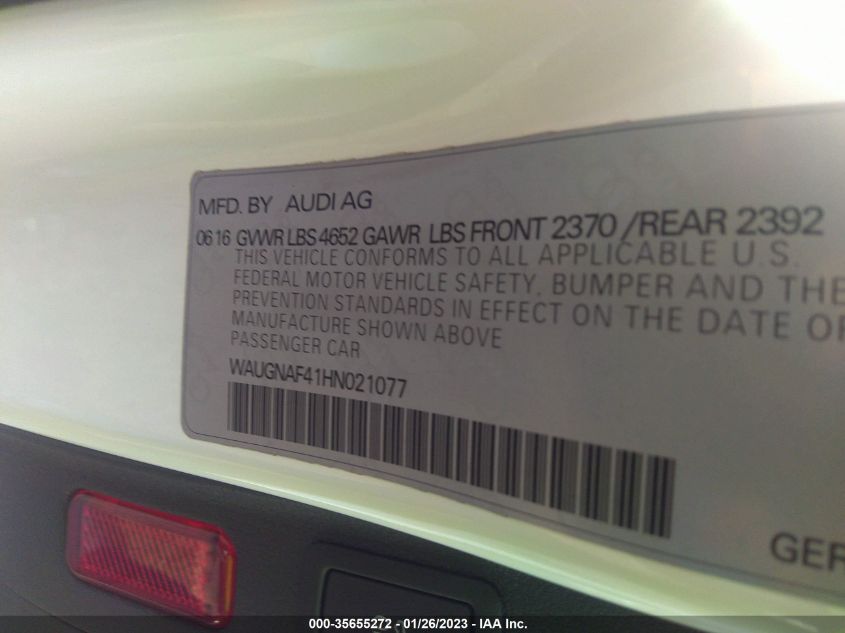 MFD. BY AUDI AG
06 16 GVWR LBS 4652 GAWR LBS FRONT 2370 / REAR 2392
THIS VEHICLE CONFORMS TO ALL APPLICABLE U.S.
FEDERAL MOTOR VEHICLE SAFETY, BUMPER AND THE
PREVENTION STANDARDS IN EFFECT ON THE DATE OF
MANUFACTURE SHOWN ABOVE
PASSENGER CAR
WAUGNAF41HN021077
GER
000-35655272 - 01/26/2023 - IAA Inc.